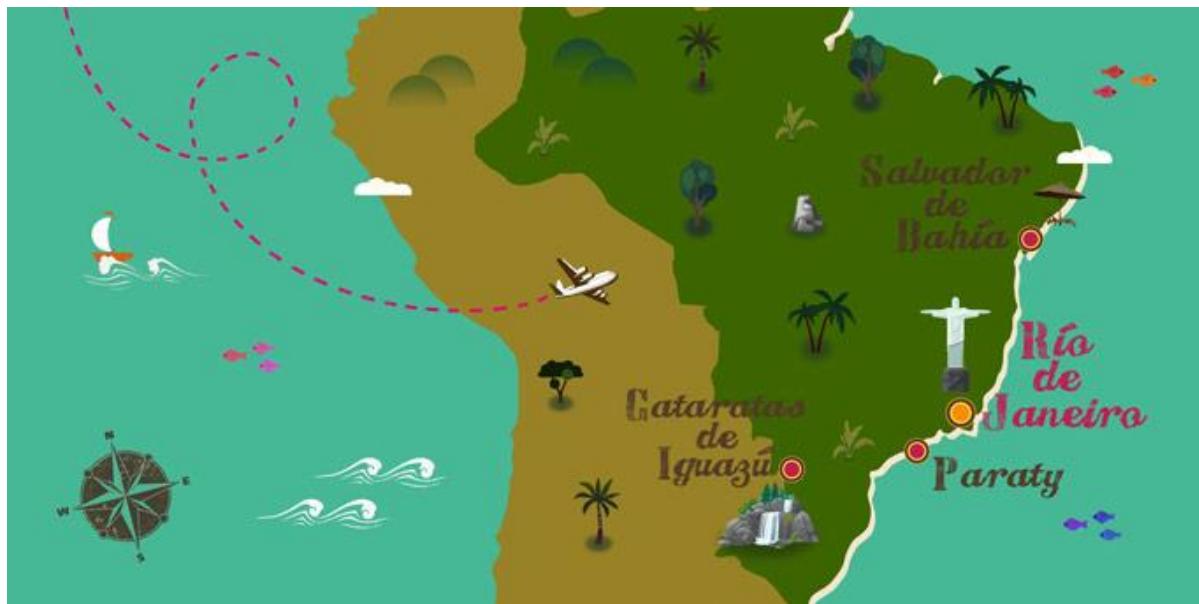 Salvador
de
Bahía
Río
de
Janeiro
Cataratas
de
Iguazú
Paraty
N
E
W
S